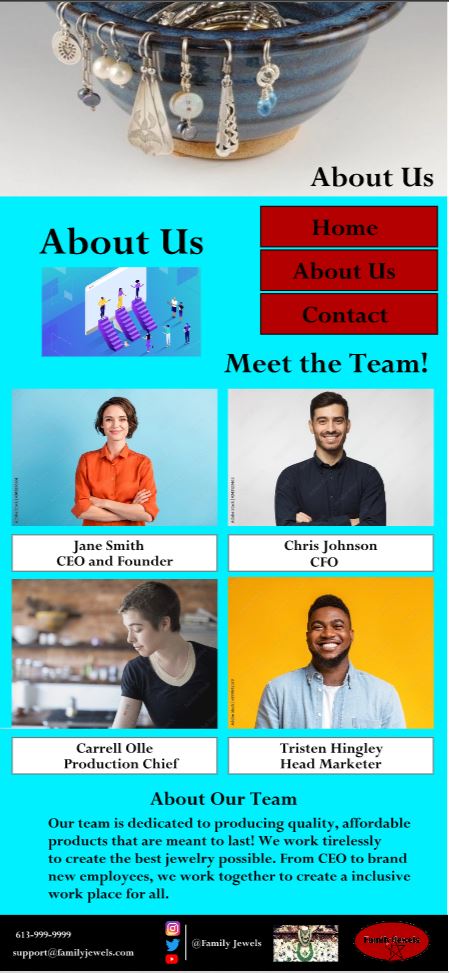 About Us
Home
About Us
About Us
Contact
Meet the Team!
Jane Smith
CEO and Founder
Chris Johnson
CFO
Carrell Olle
Production Chief
Tristen Hingley
Head Marketer
About Our Team
Our team is dedicated to producing quality, affordable
products that are meant to last! We work tirelessly
to create the best jewelry possible. From CEO to brand
new employees, we work together to create a inclusive
work place for all.
613-999-9999
support@familyjewels.com
@Family Jewels
Family Jewels